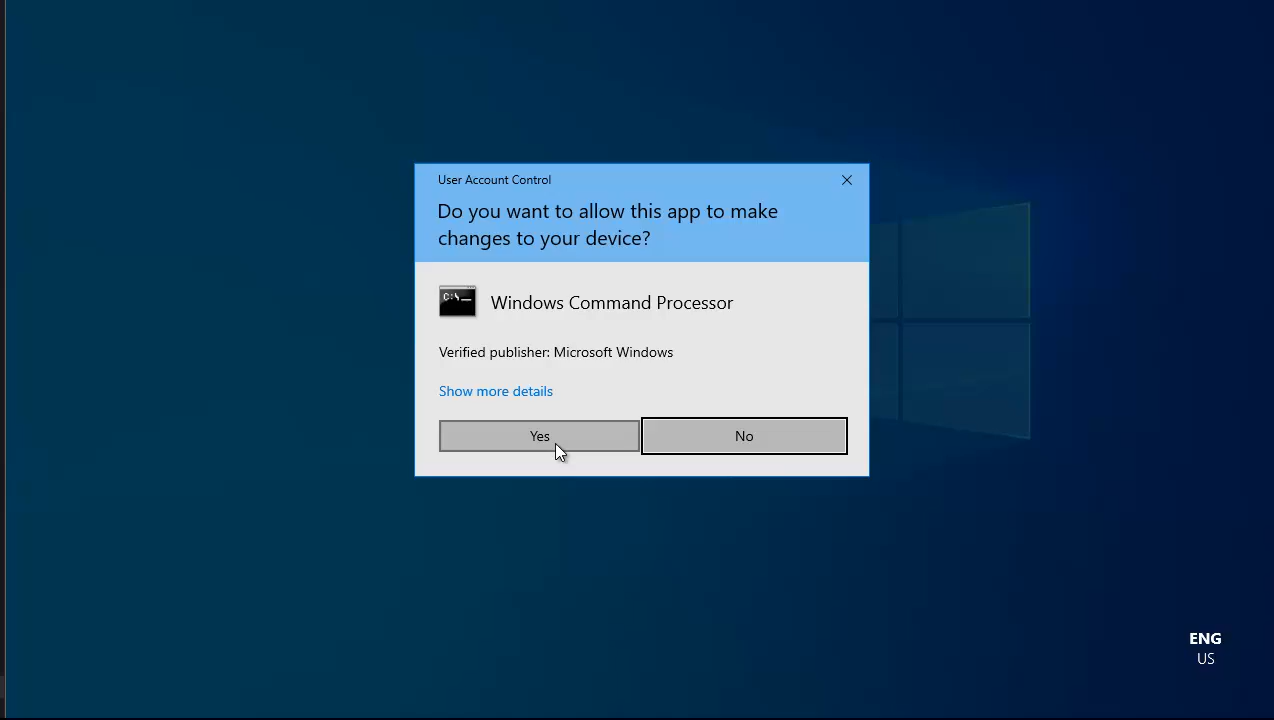 User Account Control
Do you want to allow this app to make
changes to your device?
C:\_
Windows Command Processor
Verified publisher: Microsoft Windows
Show more details
Yes
No
ENG
US